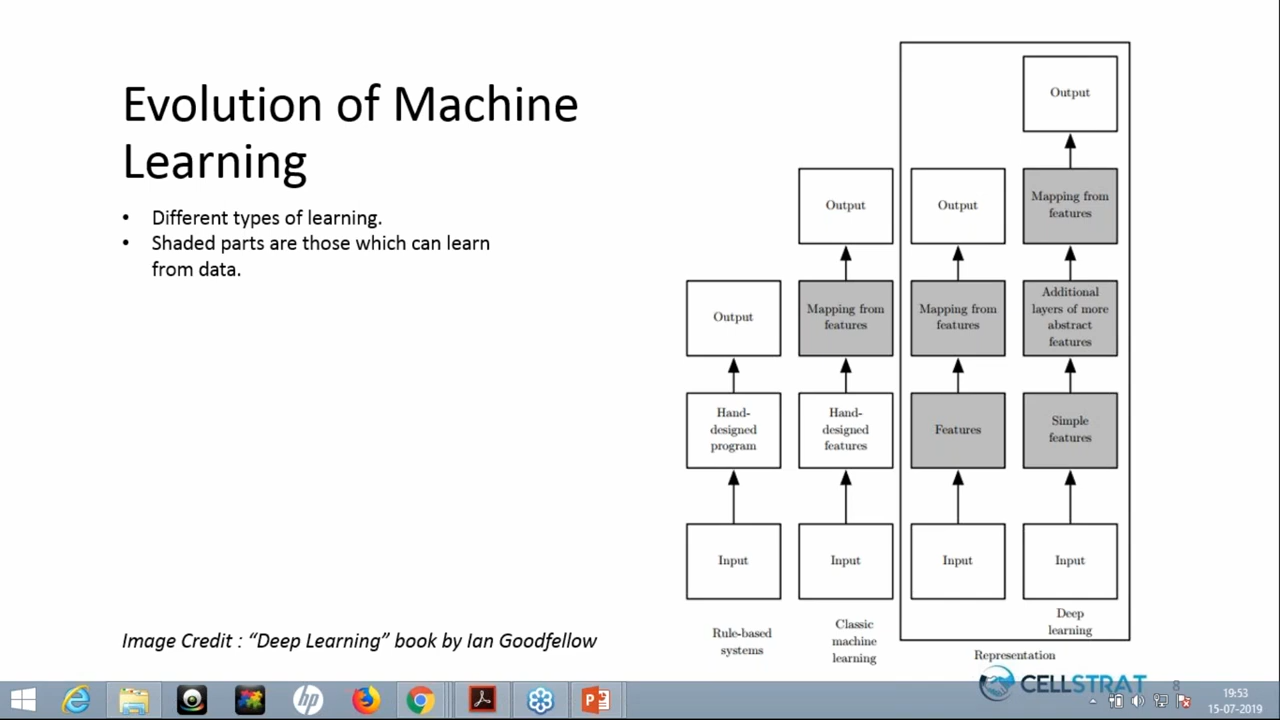 Evolution of Machine
Learning
• Different types of learning.
• Shaded parts are those which can learn
from data.
Output
Mapping from
features
Additional
layers of more
abstract
features
Simple
features
Input
Deep
learning
Output
Mapping from
features
Features
Input
Representation
Output
Mapping from
features
Hand-
designed
features
Input
Classic
machine
learning
Output
Hand-
designed
program
Input
Rule-based
systems
Image Credit : “Deep Learning” book by Ian Goodfellow
CELLSTRAT
8
hp
19:53
15-07-2019